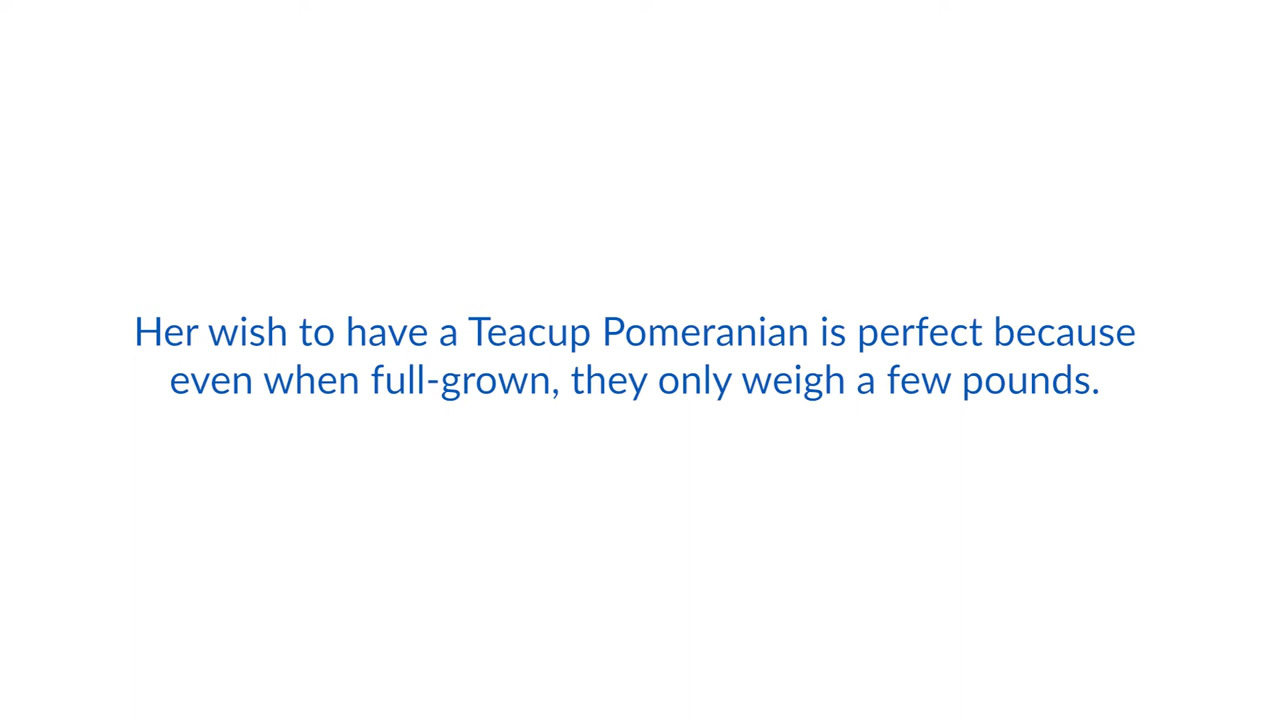 Her wish to have a Teacup Pomeranian is perfect because
even when full-grown, they only weigh a few pounds.